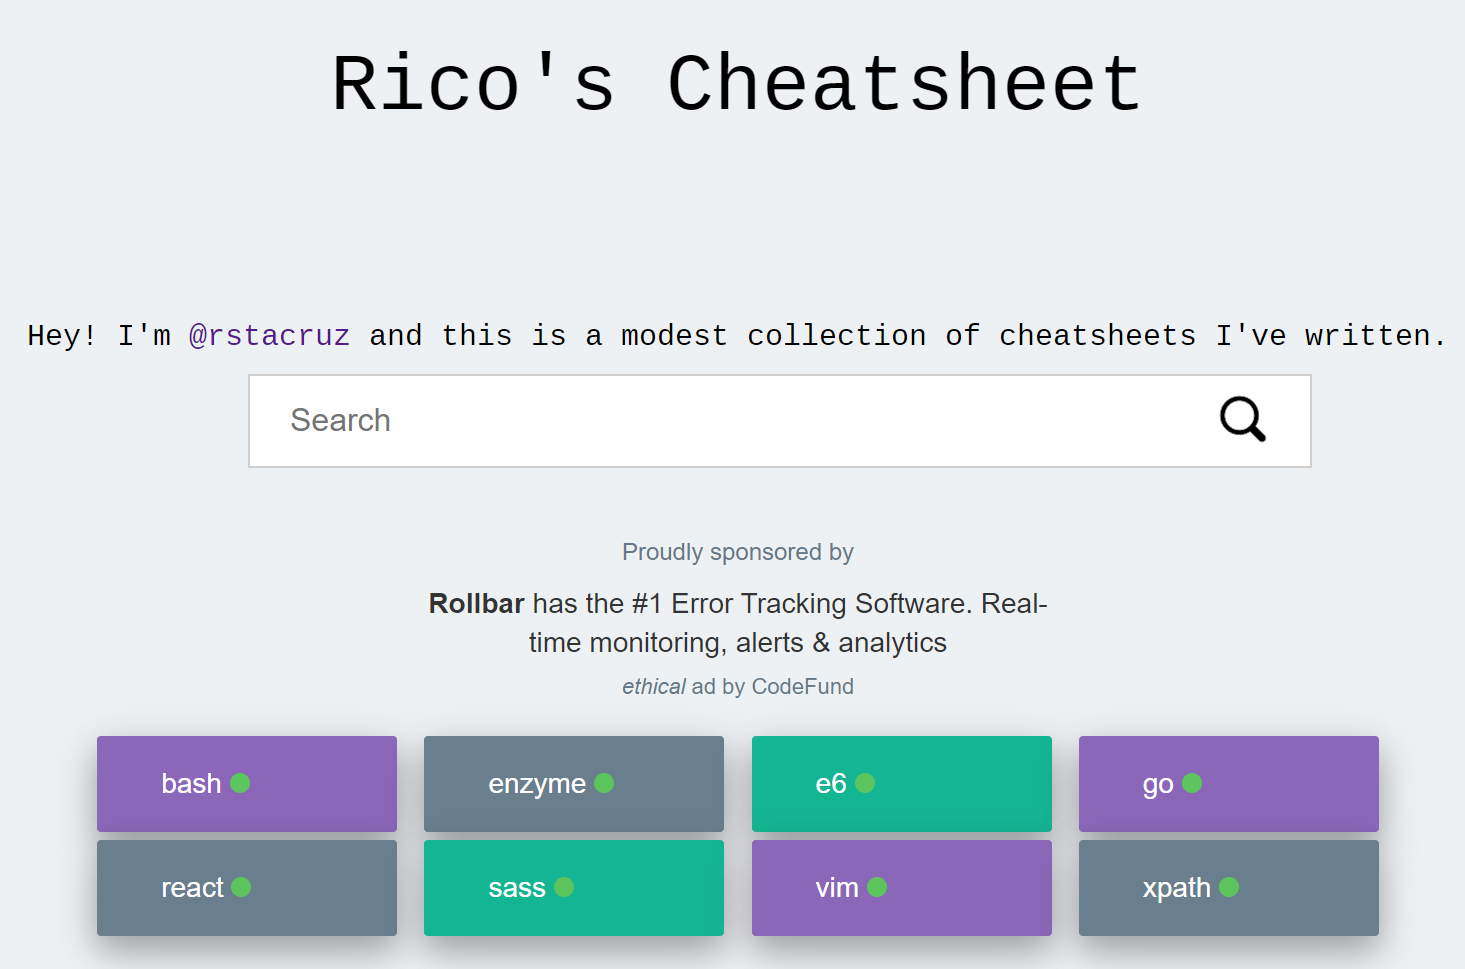 Rico's Cheatsheet
Hey! I'm @rstacruz and this is a modest collection of cheatsheets I've written.
Search
Proudly sponsored by
Rollbar has the #1 Error Tracking Software. Real-
time monitoring, alerts & analytics
ethical ad by CodeFund
bash
enzyme
e6
go
react
sass
vim
xpath